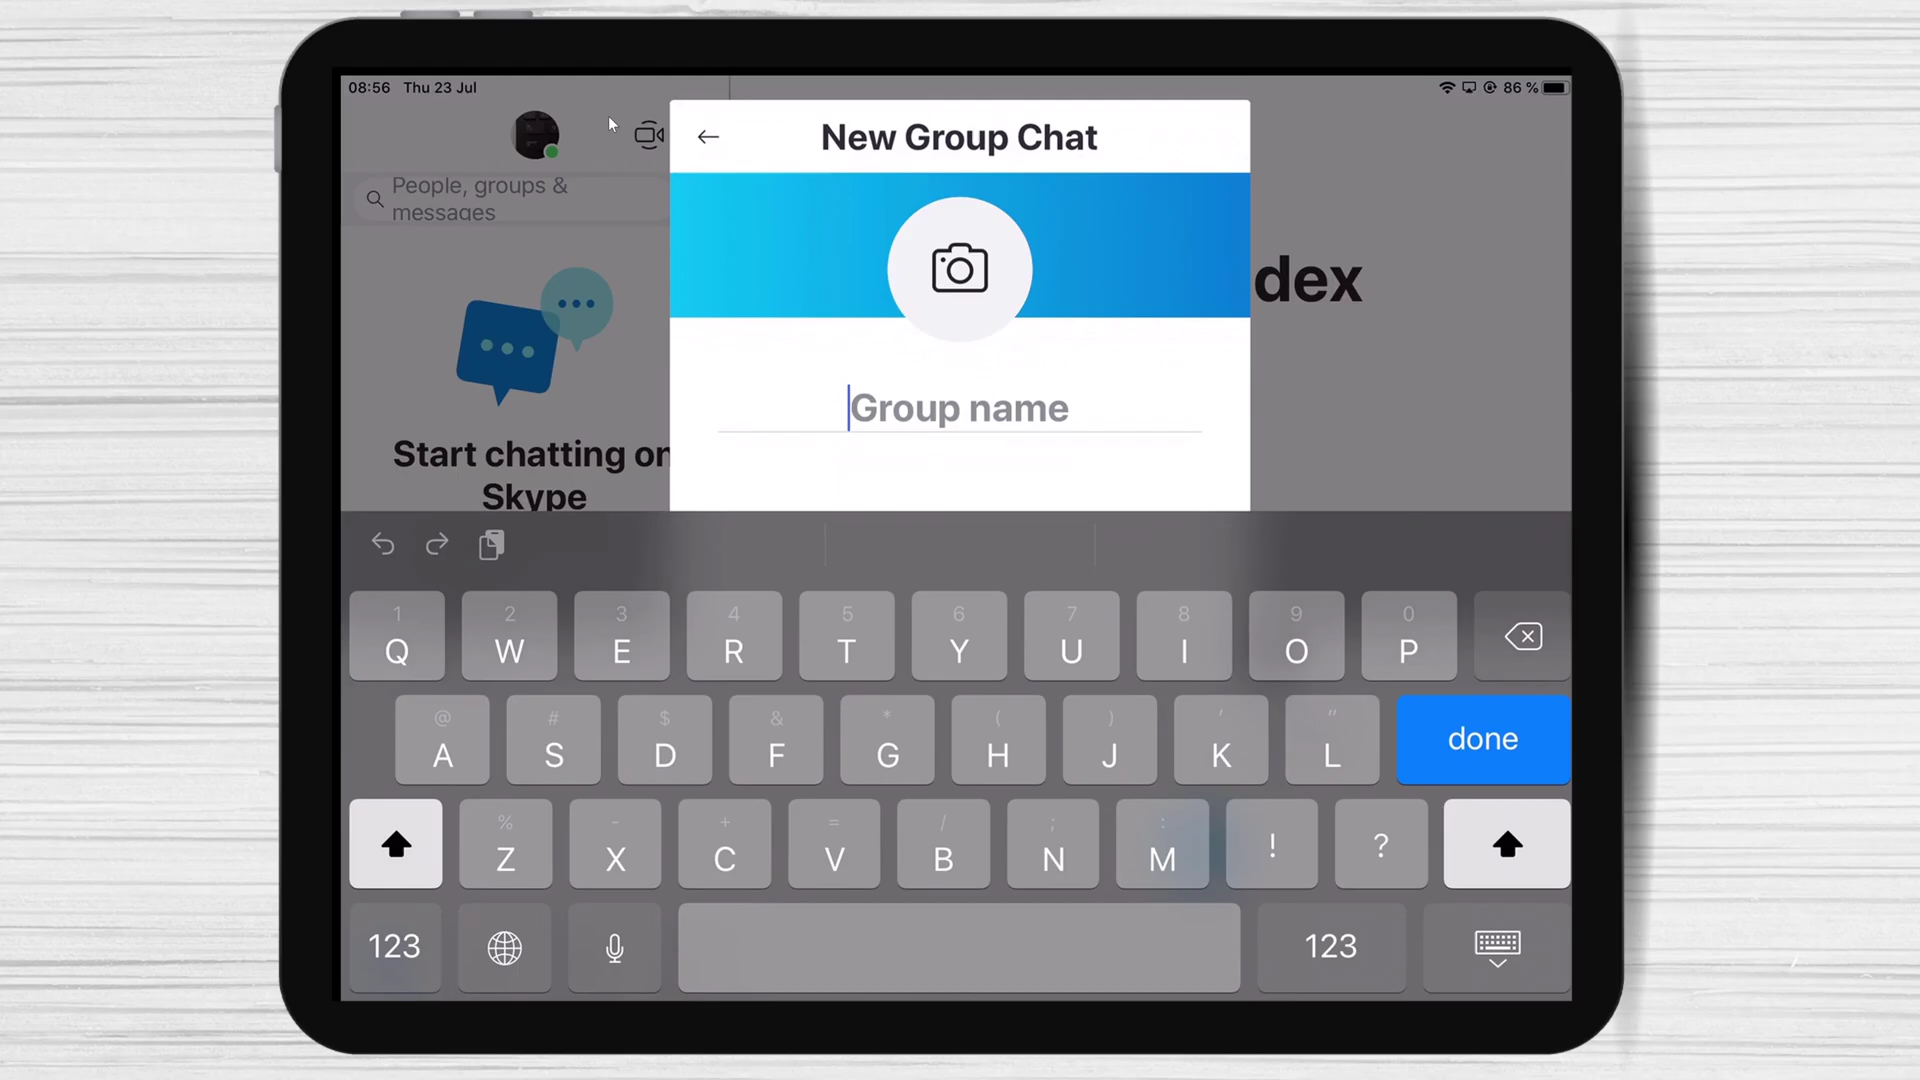 08:56 Thu 23 Jul
86 %
New Group Chat
People, groups &
messages
dex
Group name
Start chatting on
Skype
1 2 3 4 5 6 7 8 9 0
Q W E R T Y U I O P
@ # $ & * ( ) ' "
A S D F G H J K L done
% - + = / ; :
Z X C V B N M ! ?
123 123